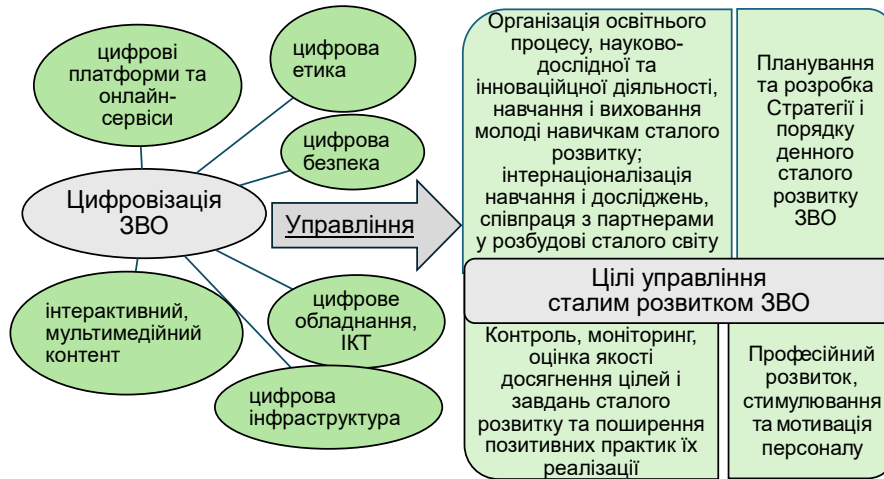 цифрові
платформи та
онлайн-
сервіси
цифрова
етика
цифрова
безпека
Цифровізація
ЗВО
Управління
інтерактивний,
мультимедійний
контент
цифрове
обладнання,
ІКТ
цифрова
інфраструктура
Організація освітнього
процесу, науково-
дослідної та
інноваційцної діяльності,
навчання і виховання
молоді навичкам сталого
розвитку;
інтернаціоналізація
навчання і досліджень,
співпраця з партнерами
у розбудові сталого світу
Планування
та розробка
Стратегії і
порядку
денного
сталого
розвитку
ЗВО
Цілі управління
сталим розвитком ЗВО
Контроль, моніторинг,
оцінка якості
досягнення цілей і
завдань сталого
розвитку та поширення
позитивних практик їх
реалізації
Професійний
розвиток,
стимулювання
та мотивація
персоналу